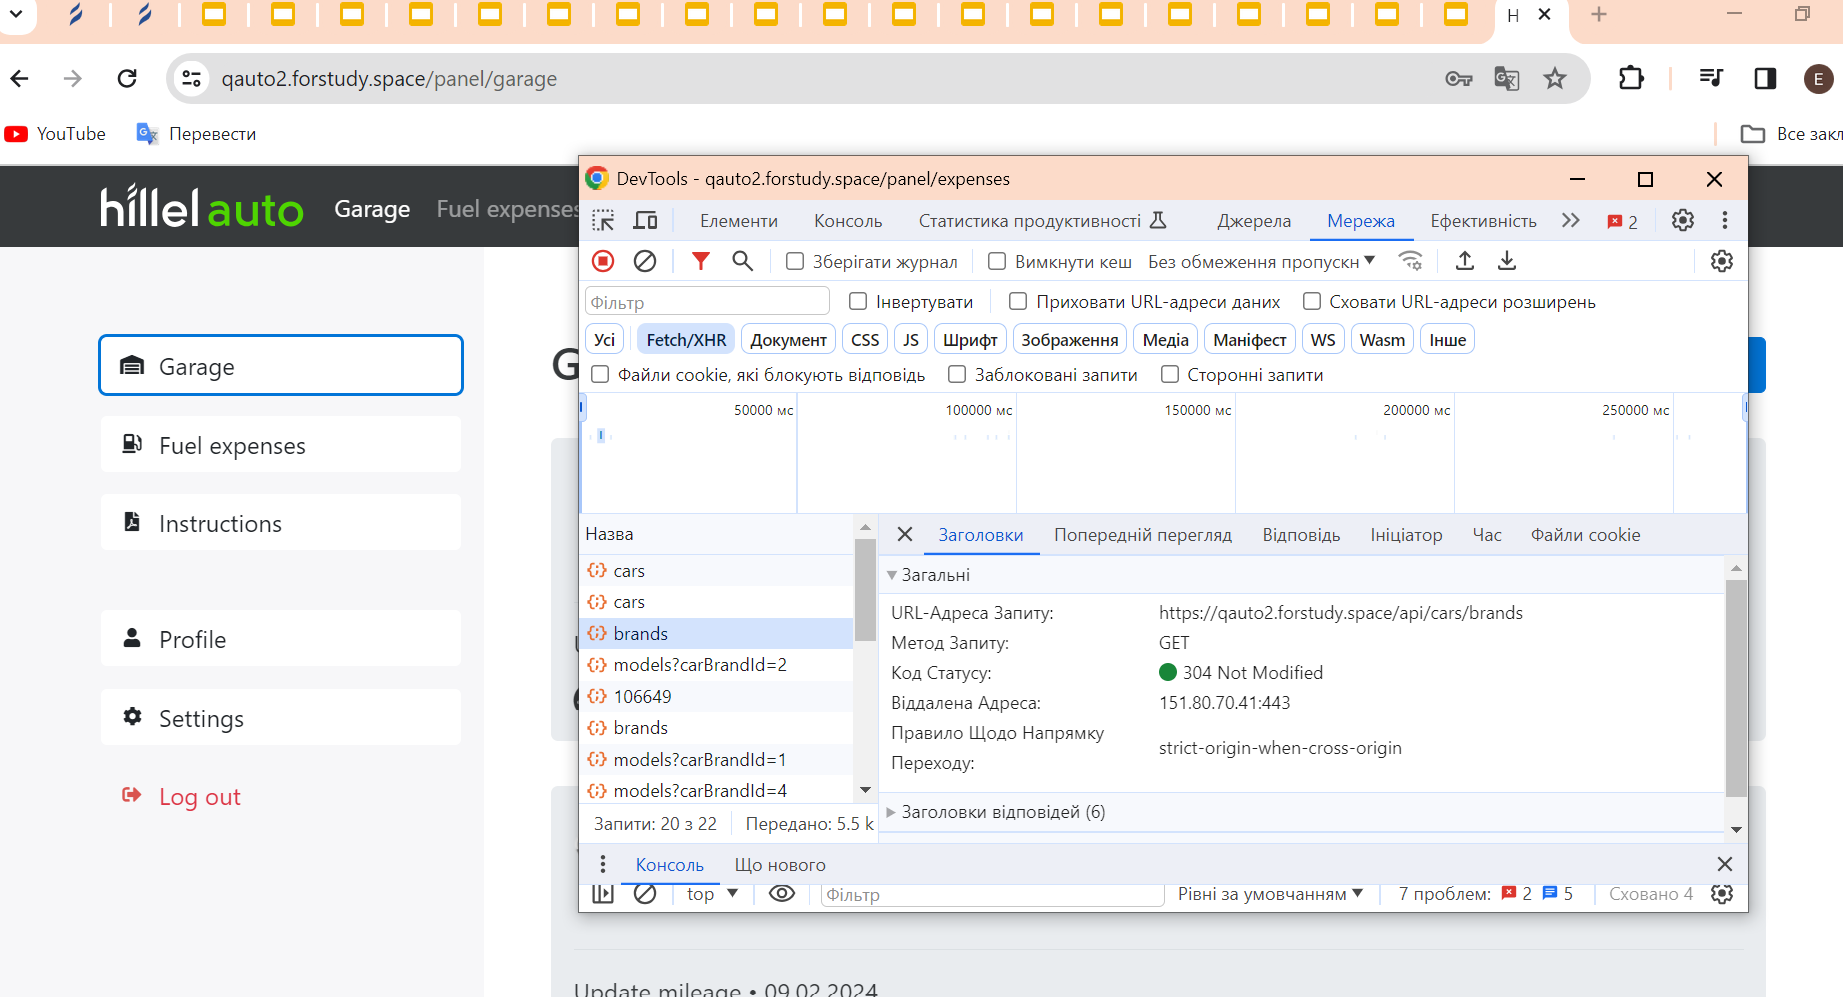 H
qauto2.forstudy.space/panel/garage
E
YouTube
Перевести
Все закл
hillel auto
Garage
Fuel expenses
DevTools - qauto2.forstudy.space/panel/expenses
Елементи Консоль Статистика продуктивності Джерела Мережа Ефективність 2
Зберігати журнал Вимкнути кеш Без обмеження пропускн
Фільтр Інвертувати Приховати URL-адреси даних Сховати URL-адреси розширень
Усі Fetch/XHR Документ CSS JS Шрифт Зображення Медіа Маніфест WS Wasm Інше
Файли cookie, які блокують відповідь Заблоковані запити Сторонні запити
50000 мс 100000 мс 150000 мс 200000 мс 250000 мс
Garage
Fuel expenses
Instructions
Profile
Settings
Log out
G
Назва
cars
cars
brands
models?carBrandId=2
106649
brands
models?carBrandId=1
models?carBrandId=4
Запити: 20 з 22 Передано: 5.5 k
Заголовки Попередній перегляд Відповідь Ініціатор Час Файли cookie
Загальні
URL-Адреса Запиту: https://qauto2.forstudy.space/api/cars/brands
Метод Запиту: GET
Код Статусу: 304 Not Modified
Віддалена Адреса: 151.80.70.41:443
Правило Щодо Напрямку
Переходу: strict-origin-when-cross-origin
Заголовки відповідей (6)
Консоль Що нового
top Фільтр Рівні за умовчанням 7 проблем: 2 5 Сховано 4
Update mileage • 09.02.2024